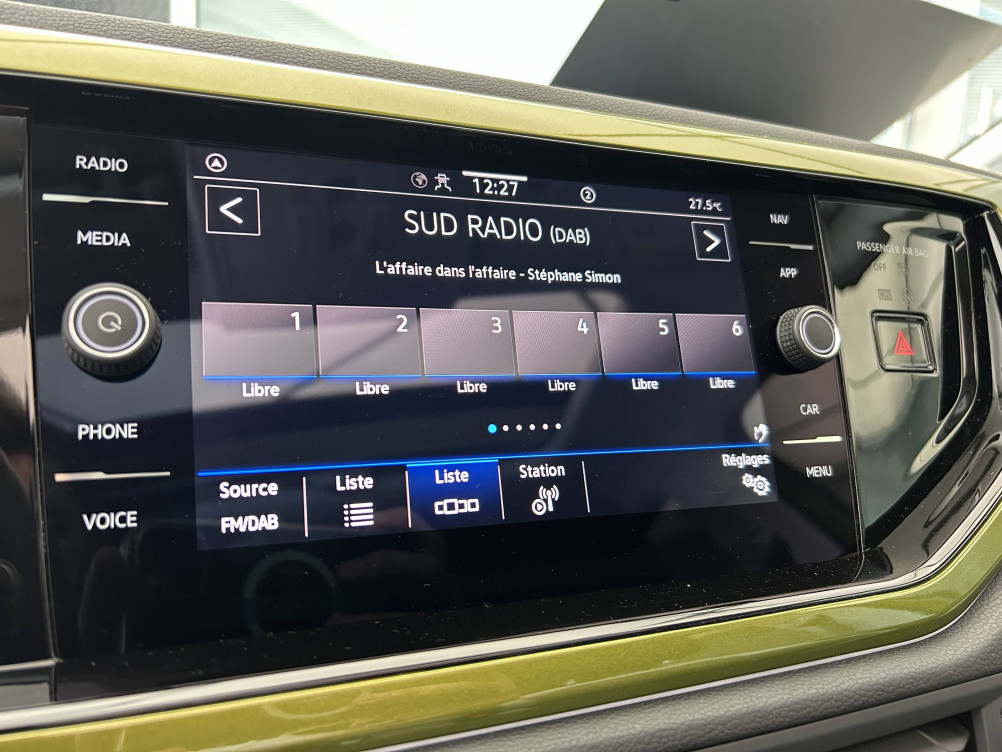 RADIO
MEDIA
PHONE
VOICE
12:27
2
27.5°C
<
SUD RADIO (DAB)
>
L'affaire dans l'affaire - Stéphane Simon
1 2 3 4 5 6
Libre Libre Libre Libre Libre Libre
Source Liste Liste Station Réglages
FM/DAB
NAV
APP
CAR
MENU
PASSENGER AIR BAG
OFF
ON